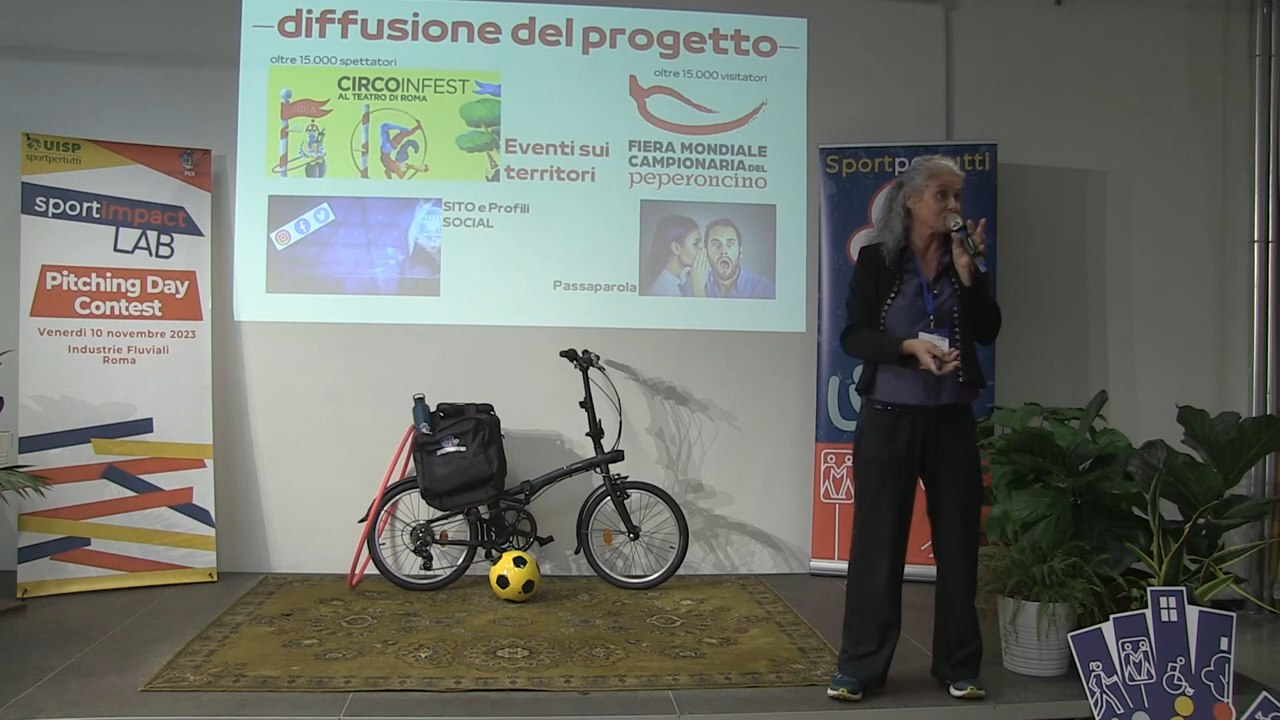 diffusione del progetto
oltre 15.000 spettatori
CIRCOINFEST
AL TEATRO DI ROMA
Eventi sui
territori
oltre 15.000 visitatori
FIERA MONDIALE
CAMPIONARIA DEL
peperoncino
SITO e Profili
SOCIAL
Passaparola
UISP
sportpertutti
sportimpact
LAB
Pitching Day
Contest
Venerdì 10 novembre 2023
Industrie Fluviali
Roma
Sportpertutti